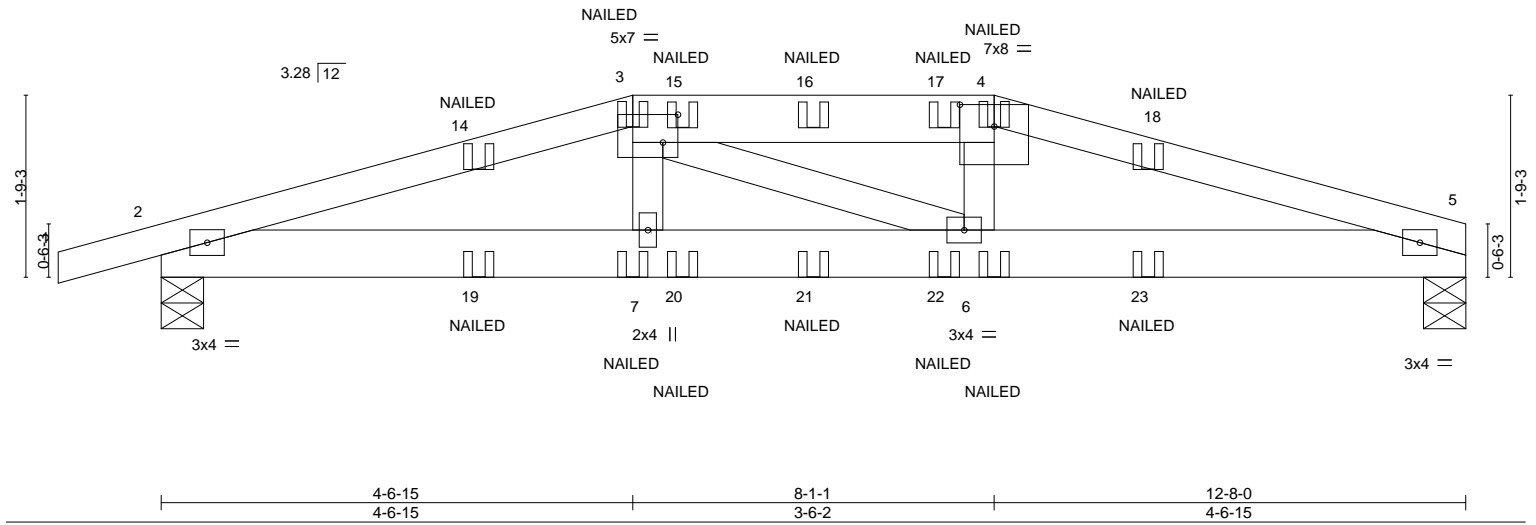 NAILED
5x7 =
NAILED
7x8 =
NAILED
NAILED
NAILED
3.28 12
3
15
16
17
4
NAILED
NAILED
14
18
1-9-3
1-9-3
2
5
0-6-3
0-6-3
19
7
20
21
22
6
23
NAILED
NAILED
NAILED
2x4 ||
3x4 =
3x4 =
NAILED
NAILED
3x4 =
NAILED
NAILED
4-6-15
8-1-1
12-8-0
4-6-15
3-6-2
4-6-15